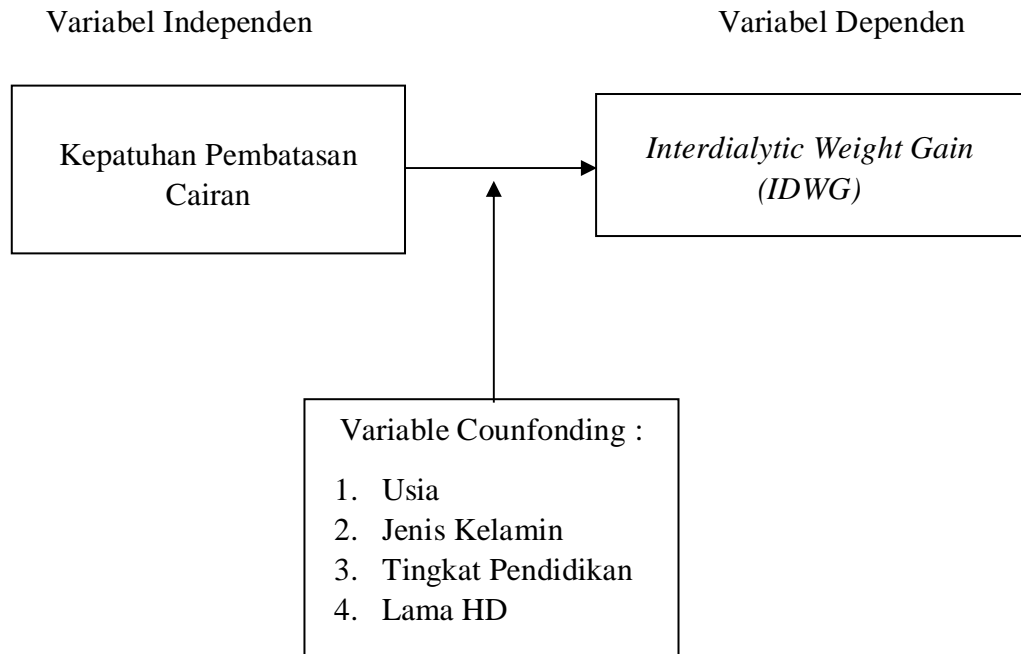 Variabel Independen
Variabel Dependen
Kepatuhan Pembatasan
Cairan
Interdialytic Weight Gain
(IDWG)
Variable Counfonding :
1. Usia
2. Jenis Kelamin
3. Tingkat Pendidikan
4. Lama HD